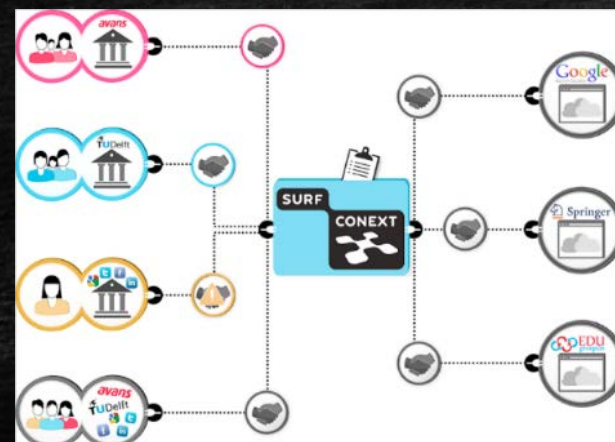 avans
TUDelft
avans
TUDelft
SURF
CONEXT
Google
Springer
EDU